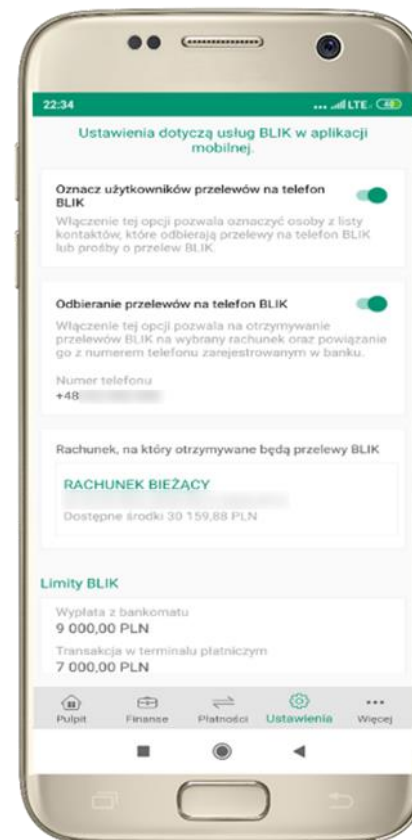 22:34
LTE
Ustawienia dotyczą usług BLIK w aplikacji
mobilnej.
Oznacz użytkowników przelewów na telefon
BLIK
Włączenie tej opcji pozwala oznaczyć osoby z listy
kontaktów, które odbierają przelewy na telefon BLIK
lub prośby o przelew BLIK.
Odbieranie przelewów na telefon BLIK
Włączenie tej opcji pozwala na otrzymywanie
przelewów BLIK na wybrany rachunek oraz powiązanie
go z numerem telefonu zarejestrowanym w banku.
Numer telefonu
+48
Rachunek, na który otrzymywane będą przelewy BLIK
RACHUNEK BIEŻĄCY
Dostępne środki 30 159,88 PLN
Limity BLIK
Wypłata z bankomatu
9 000,00 PLN
Transakcja w terminalu płatniczym
7 000,00 PLN
Pulpit Finanse Płatności Ustawienia Więcej